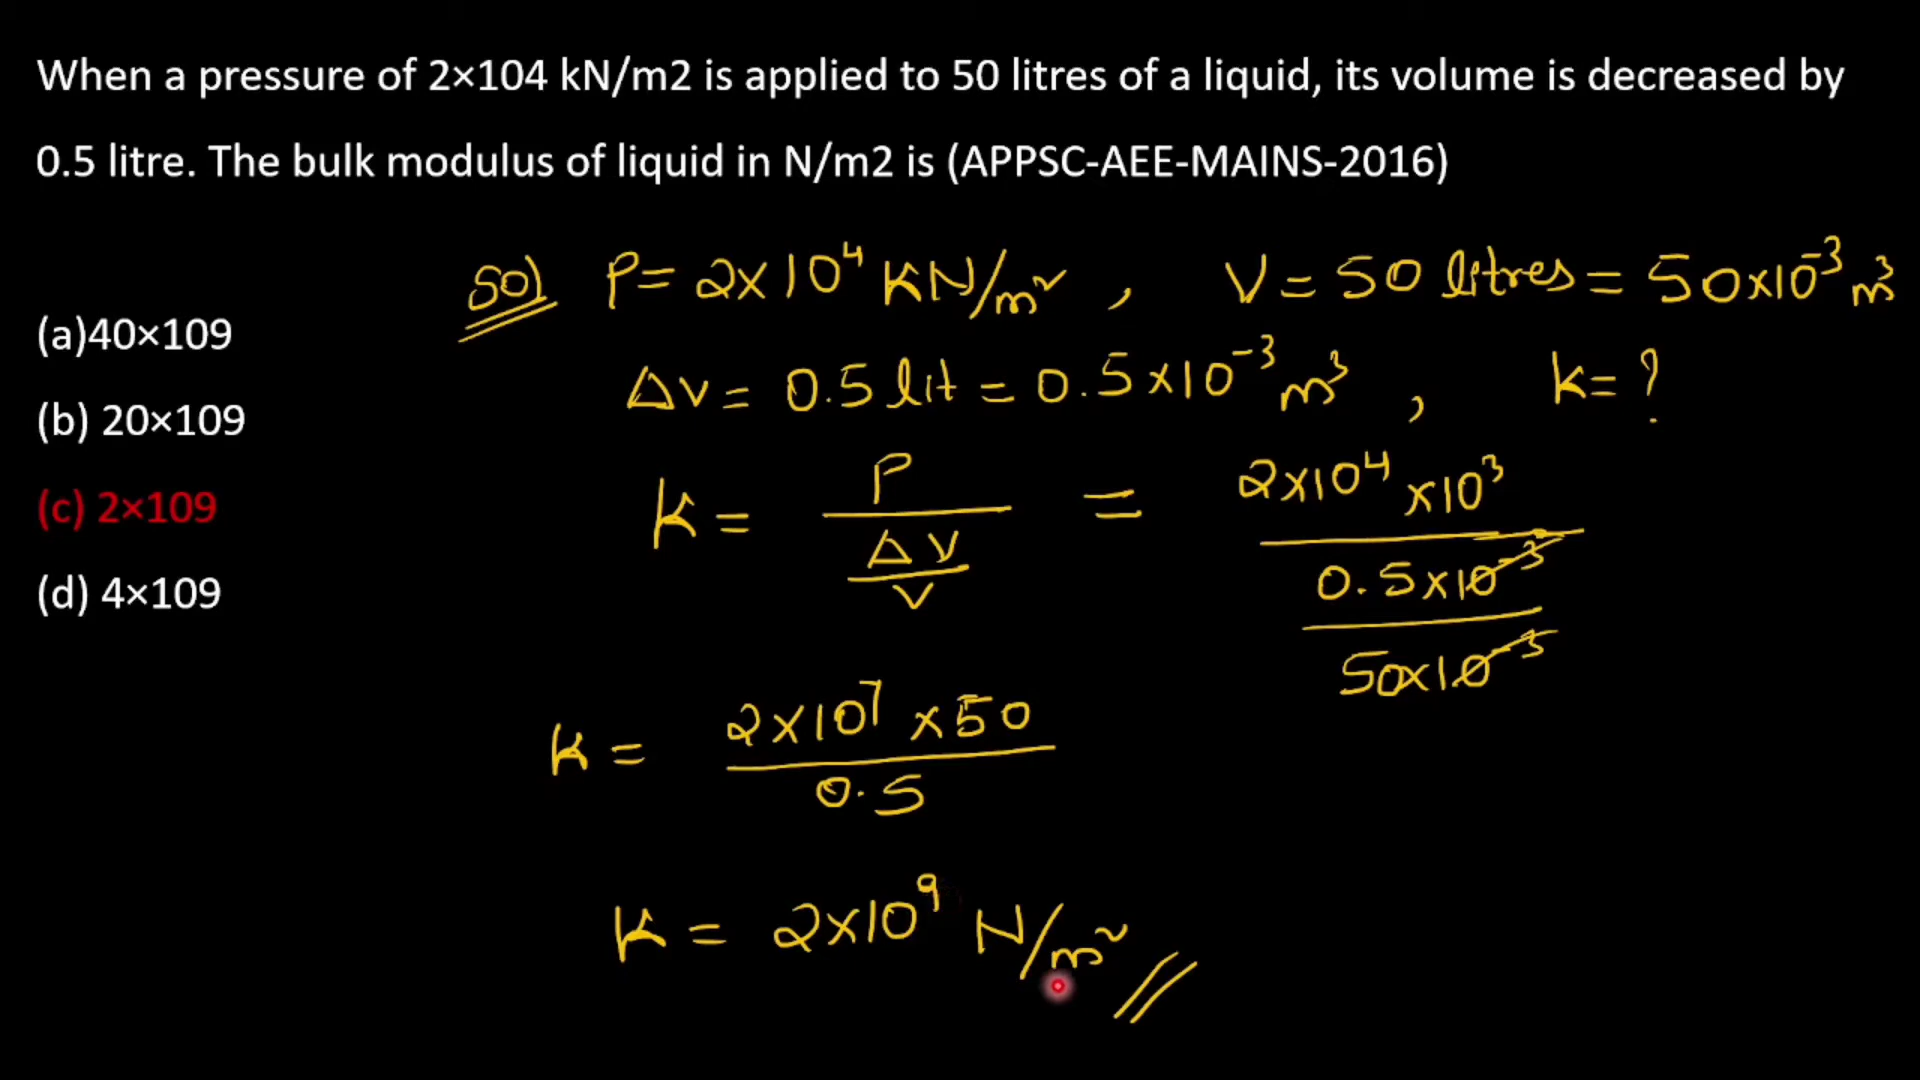 When a pressure of 2×104 kN/m2 is applied to 50 litres of a liquid, its volume is decreased by
0.5 litre. The bulk modulus of liquid in N/m2 is (APPSC-AEE-MAINS-2016)
(a)40×109
(b) 20×109
(c) 2×109
(d) 4×109
Sol P = 2×10⁴ KN/m², V = 50 litres = 50×10⁻³ m³
ΔV = 0.5 lit = 0.5×10⁻³ m³, K = ?
K = P / (ΔV / V) = 2×10⁴ ×10³ / (0.5×10⁻³ / 50×10⁻³)
K = 2×10⁷ ×50 / 0.5
K = 2×10⁹ N/m² //